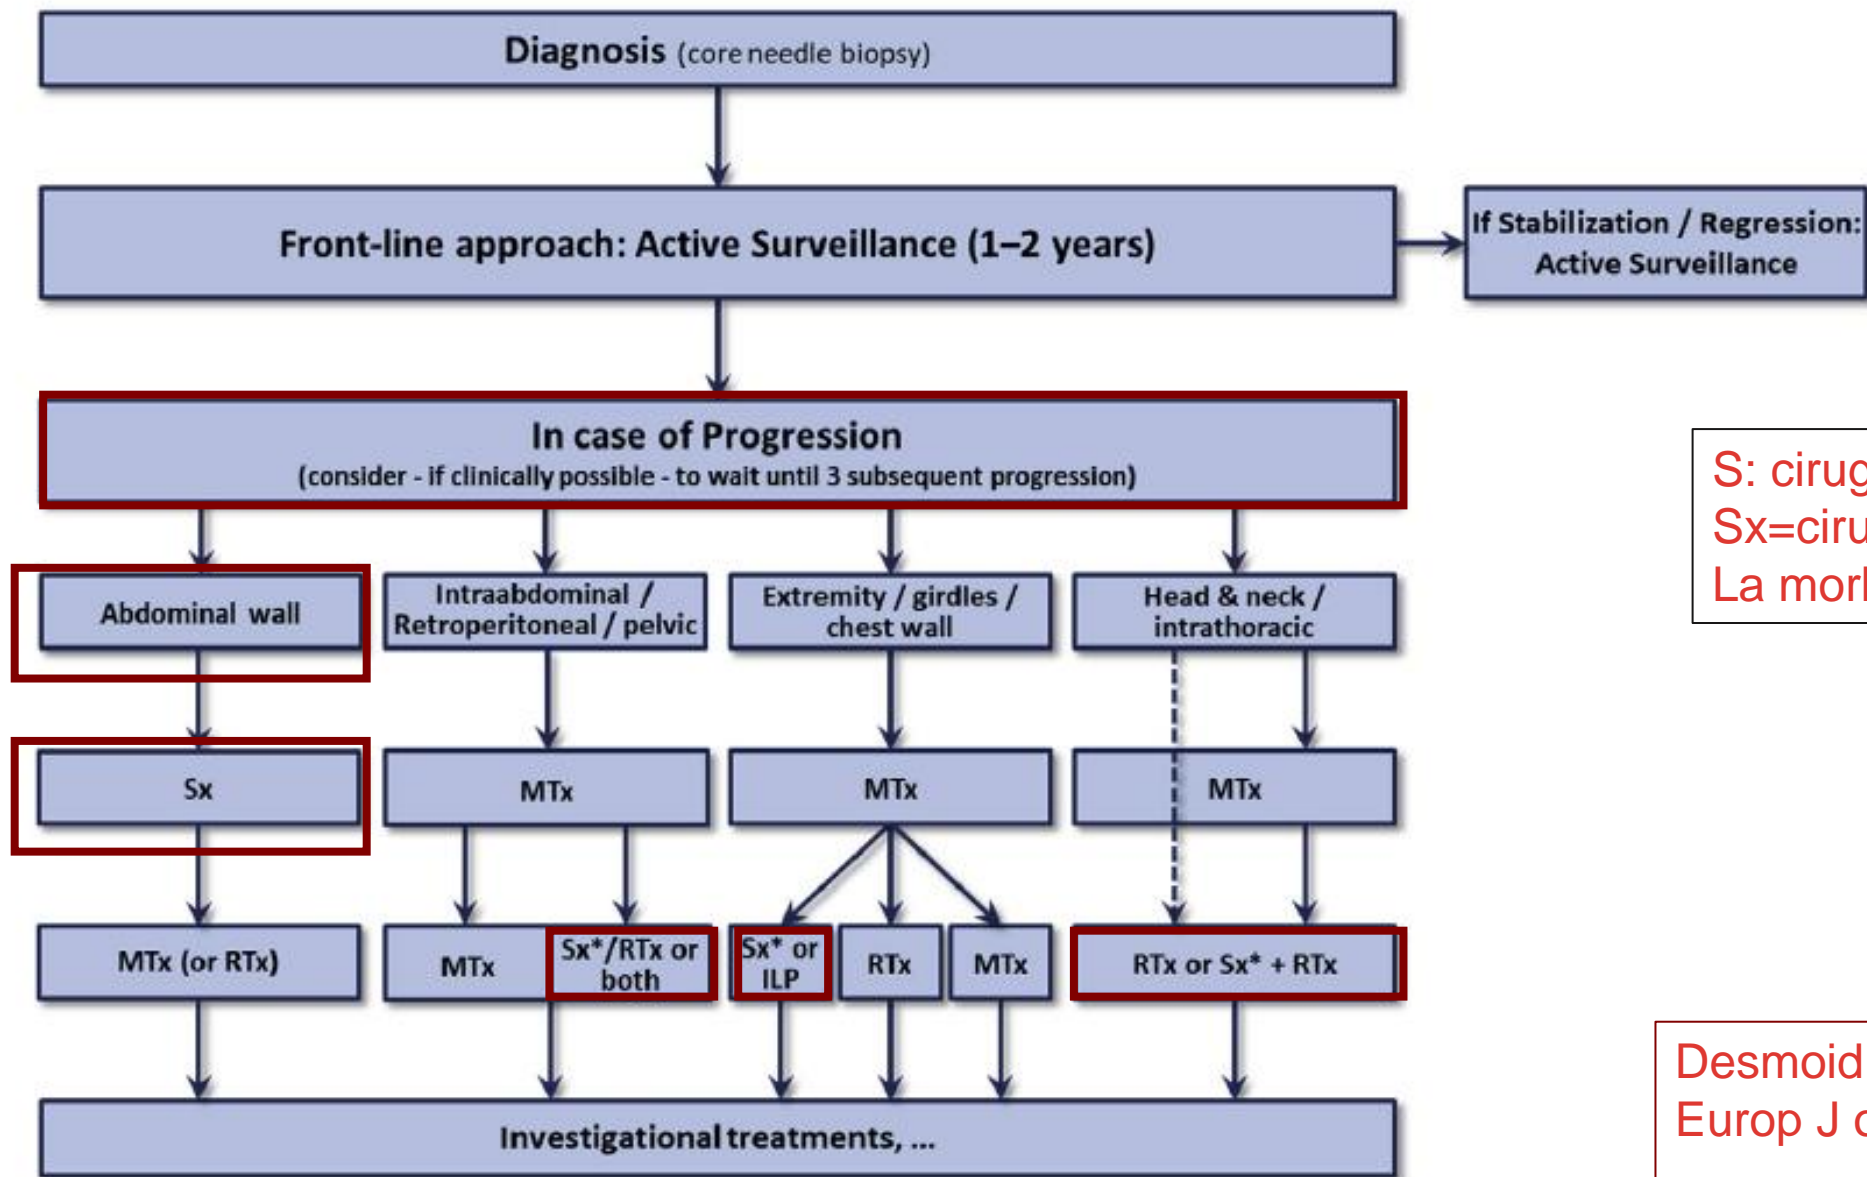 Diagnosis (core needle biopsy)
Front-line approach: Active Surveillance (1–2 years)
If Stabilization / Regression:
Active Surveillance
In case of Progression
(consider - if clinically possible - to wait until 3 subsequent progression)
S:
Sx=
La
Abdominal wall
Intraabdominal /
Retroperitoneal / pelvic
Extremity / girdles /
chest wall
Head & neck /
intrathoracic
Sx
MTx
MTx
MTx
MTx (or RTx)
MTx
Sx*/RTx or
both
Sx* or
ILP
RTx
MTx
RTx or Sx* + RTx
Desmoid
Europ J
Investigational treatments, ...